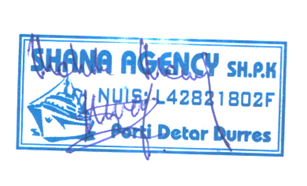 SHANA AGENCY SH.P.K
NUIS: L42821802F
Porti Detar Durres